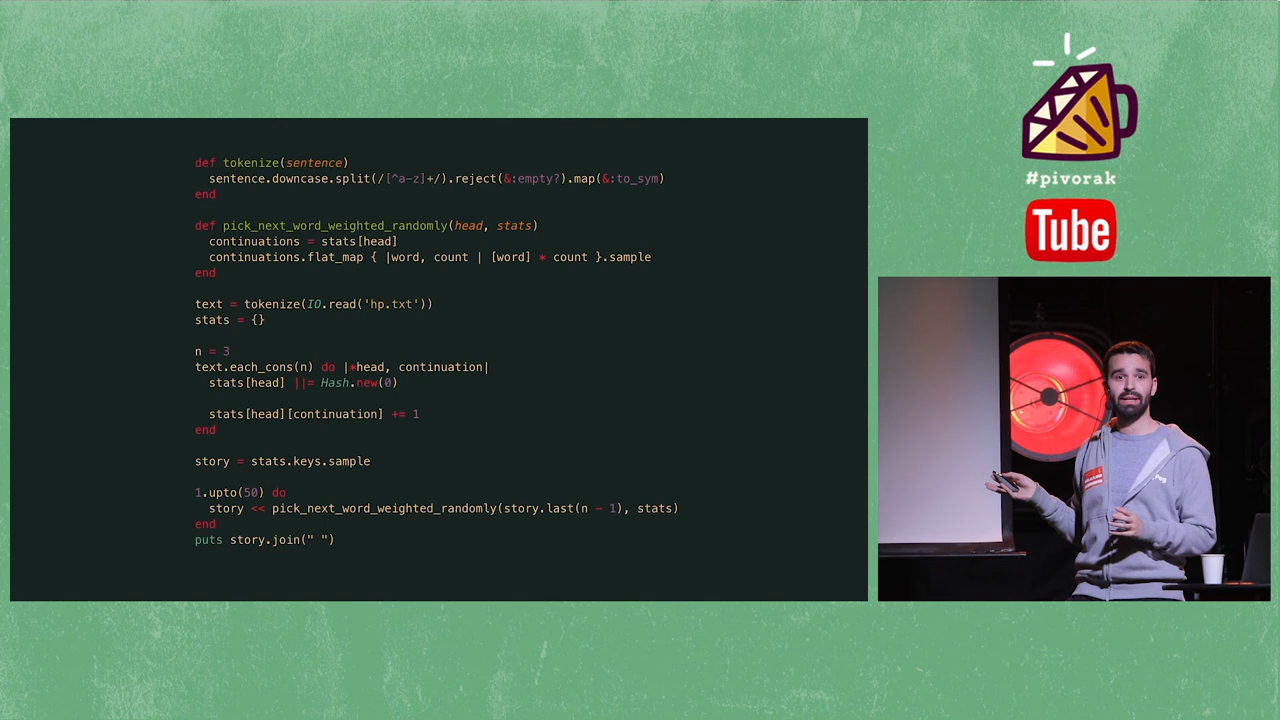 def tokenize(sentence)
  sentence.downcase.split(/[^a-z]+/).reject(&:empty?).map(&:to_sym)
end
def pick_next_word_weighted_randomly(head, stats)
  continuations = stats[head]
  continuations.flat_map { |word, count | [word] * count }.sample
end
text = tokenize(IO.read('hp.txt'))
stats = {}
n = 3
text.each_cons(n) do |*head, continuation|
  stats[head] ||= Hash.new(0)
  stats[head][continuation] += 1
end
story = stats.keys.sample
1.upto(50) do
  story << pick_next_word_weighted_randomly(story.last(n - 1), stats)
end
puts story.join(" ")
#pivorak
Tube